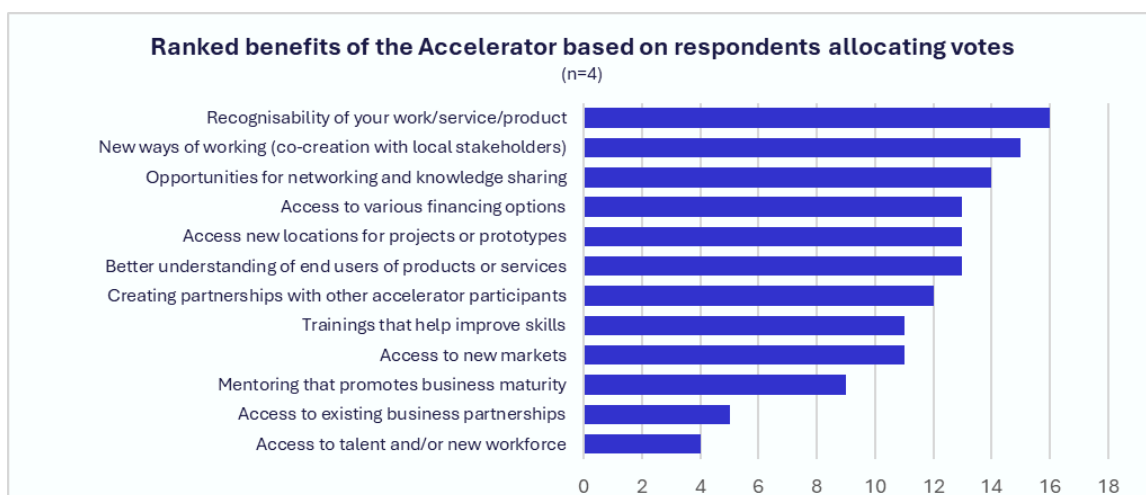 Ranked benefits of the Accelerator based on respondents allocating votes
(n=4)
Recognisability of your work/service/product
New ways of working (co-creation with local stakeholders)
Opportunities for networking and knowledge sharing
Access to various financing options
Access new locations for projects or prototypes
Better understanding of end users of products or services
Creating partnerships with other accelerator participants
Trainings that help improve skills
Access to new markets
Mentoring that promotes business maturity
Access to existing business partnerships
Access to talent and/or new workforce
0 2 4 6 8 10 12 14 16 18